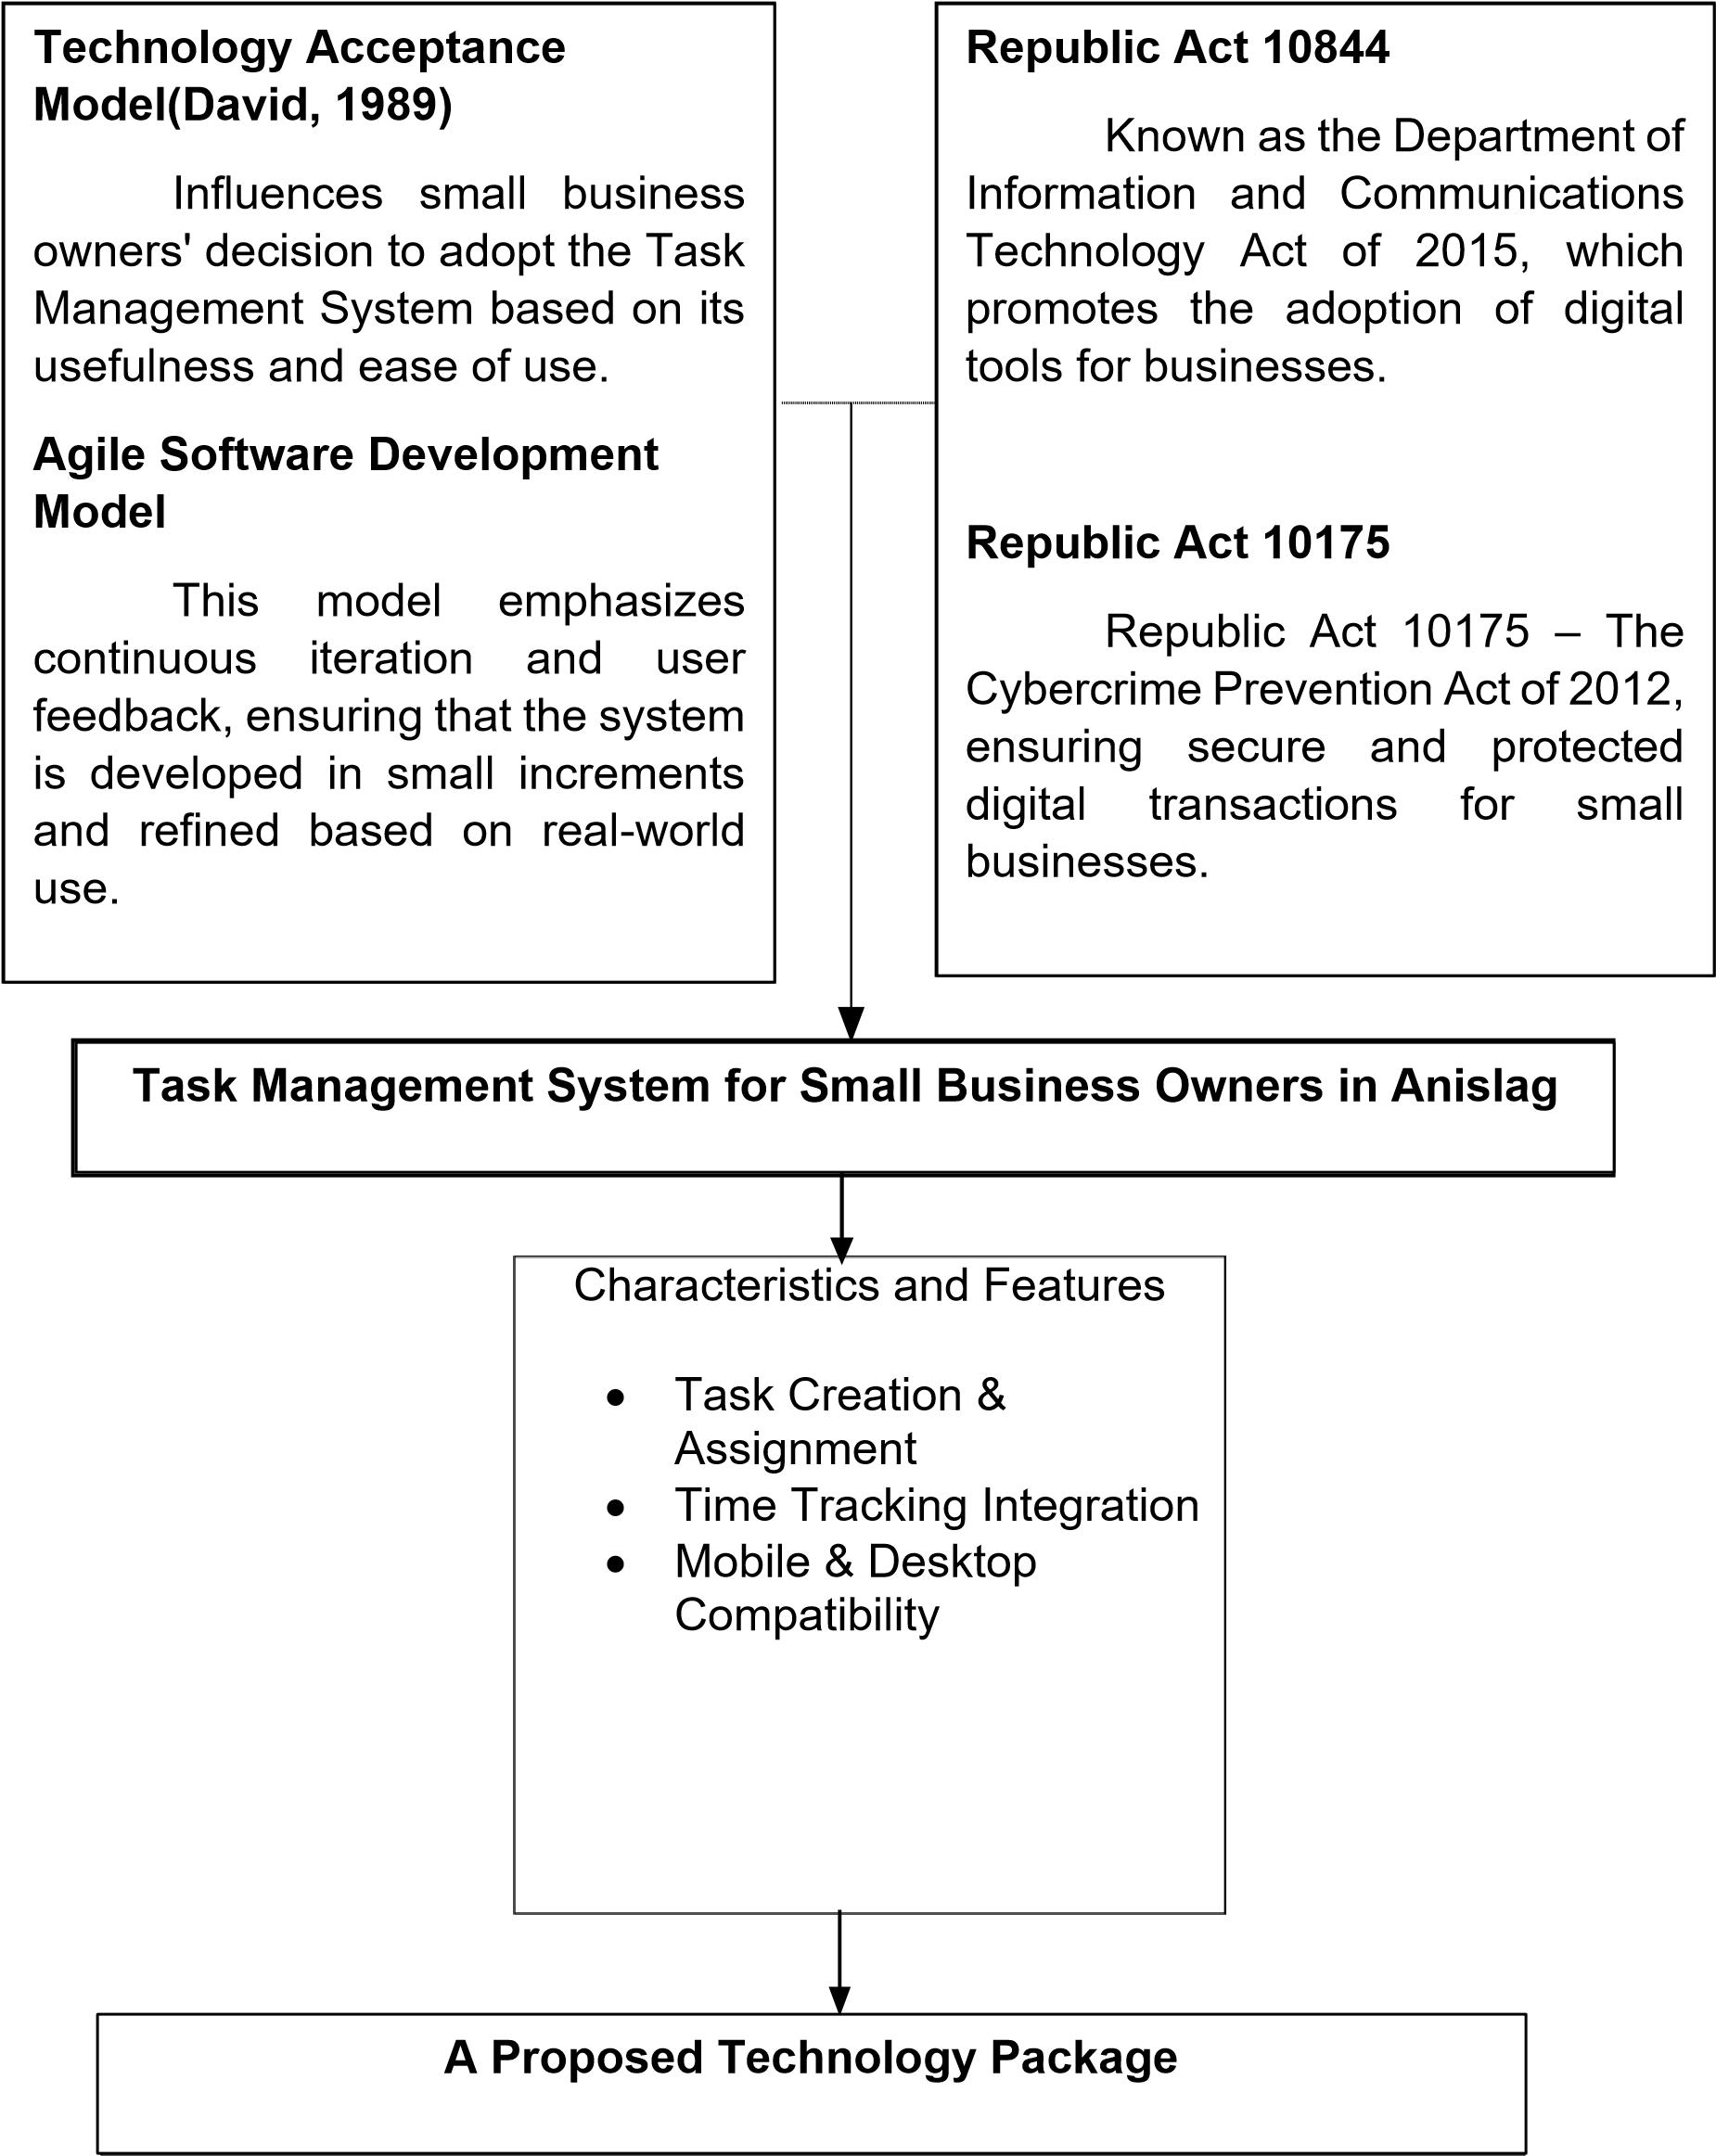 Technology Acceptance
Model(David, 1989)
Influences small business
owners' decision to adopt the Task
Management System based on its
usefulness and ease of use.
Agile Software Development
Model
This model emphasizes
continuous iteration and user
feedback, ensuring that the system
is developed in small increments
and refined based on real-world
use.
Republic Act 10844
Known as the Department of
Information and Communications
Technology Act of 2015, which
promotes the adoption of digital
tools for businesses.
Republic Act 10175
Republic Act 10175 – The
Cybercrime Prevention Act of 2012,
ensuring secure and protected
digital transactions for small
businesses.
Task Management System for Small Business Owners in Anislag
Characteristics and Features
● Task Creation &
Assignment
● Time Tracking Integration
● Mobile & Desktop
Compatibility
A Proposed Technology Package